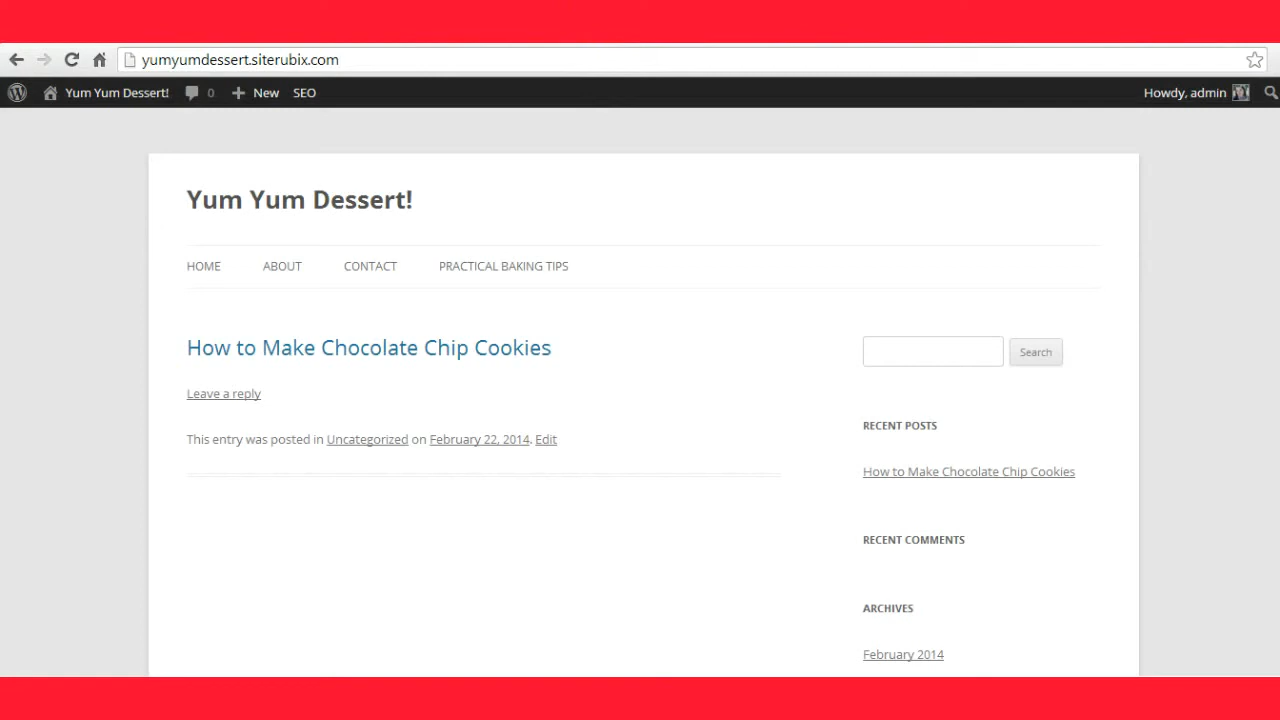 yumyumdessert.siterubix.com
Yum Yum Dessert! 0 New SEO Howdy, admin
Yum Yum Dessert!
HOME ABOUT CONTACT PRACTICAL BAKING TIPS
How to Make Chocolate Chip Cookies
Leave a reply
This entry was posted in Uncategorized on February 22, 2014. Edit
Search
RECENT POSTS
How to Make Chocolate Chip Cookies
RECENT COMMENTS
ARCHIVES
February 2014